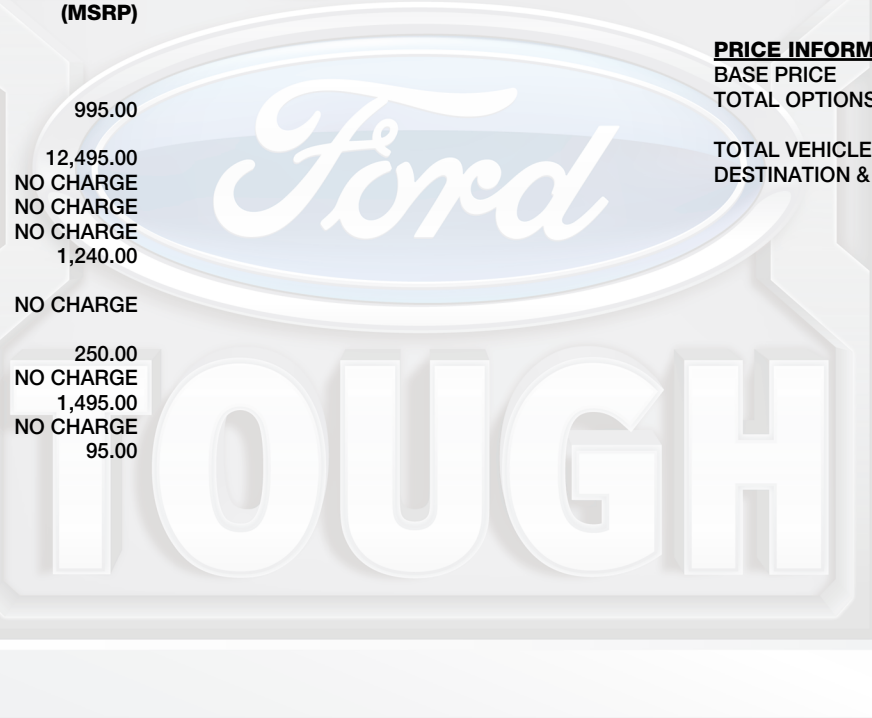 (MSRP)
995.00
12,495.00
NO CHARGE
NO CHARGE
NO CHARGE
1,240.00
NO CHARGE
250.00
NO CHARGE
1,495.00
NO CHARGE
95.00
PRICE INFORM
BASE PRICE
TOTAL OPTIONS
TOTAL VEHICLE
DESTINATION &
Ford
TOUGH